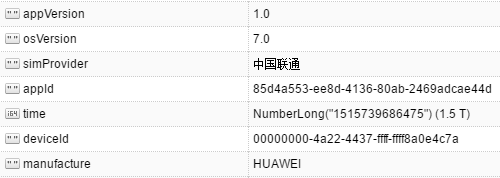 appVersion 1.0
osVersion 7.0
simProvider 中国联通
appId 85d4a553-ee8d-4136-80ab-2469adcae44d
time NumberLong("1515739686475") (1.5 T)
deviceId 00000000-4a22-4437-ffff-ffff8a0e4c7a
manufacture HUAWEI